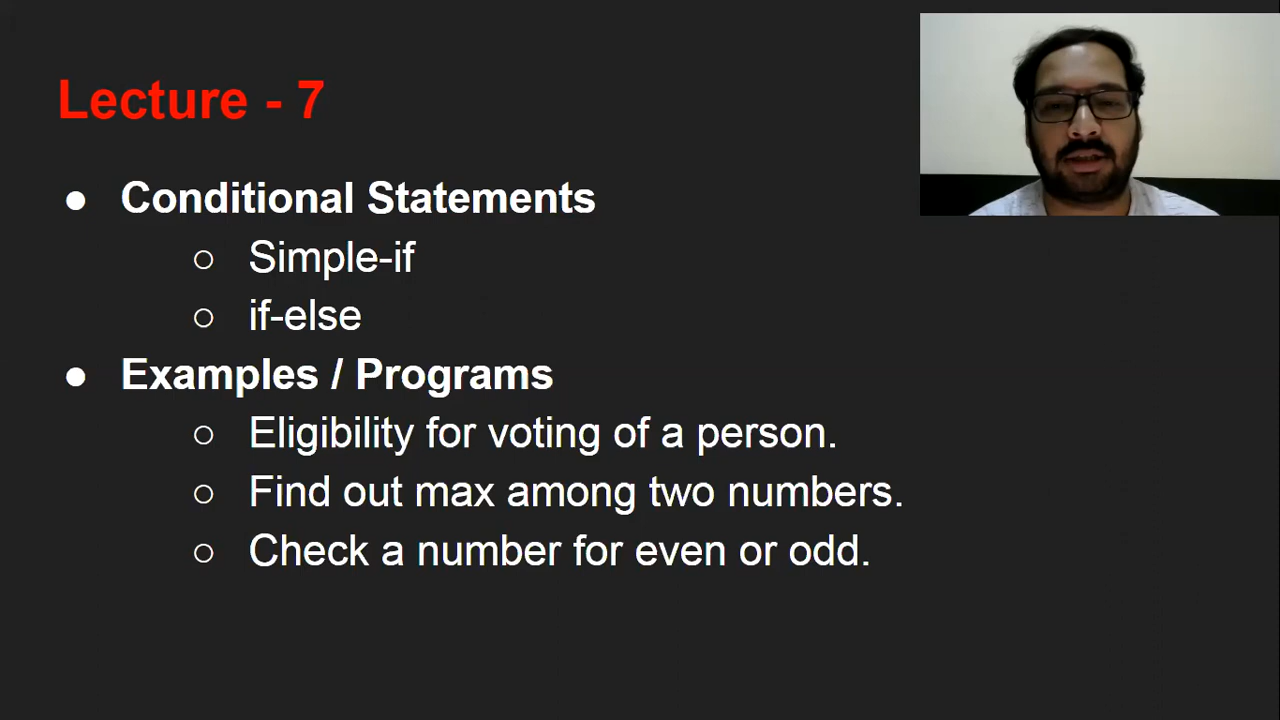 Lecture - 7
● Conditional Statements
○ Simple-if
○ if-else
● Examples / Programs
○ Eligibility for voting of a person.
○ Find out max among two numbers.
○ Check a number for even or odd.